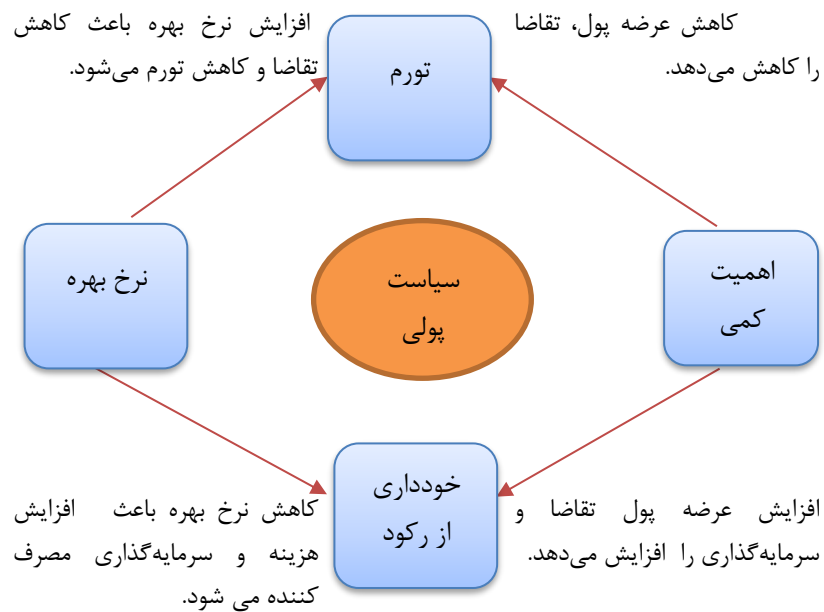 کاهش عرضه پول، تقاضا
را کاهش می‌دهد.
تورم
افزایش نرخ بهره باعث کاهش
تقاضا و کاهش تورم می‌شود.
اهمیت
کمی
سیاست
پولی
نرخ بهره
افزایش عرضه پول تقاضا و
سرمایه‌گذاری را افزایش می‌دهد.
خودداری
از رکود
کاهش نرخ بهره باعث افزایش
هزینه و سرمایه‌گذاری مصرف
کننده می شود.